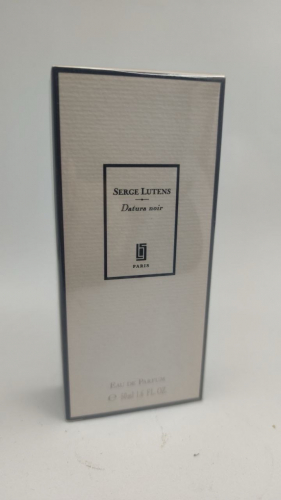 SERGE LUTENS
Datura noir
PARIS
EAU DE PARFUM